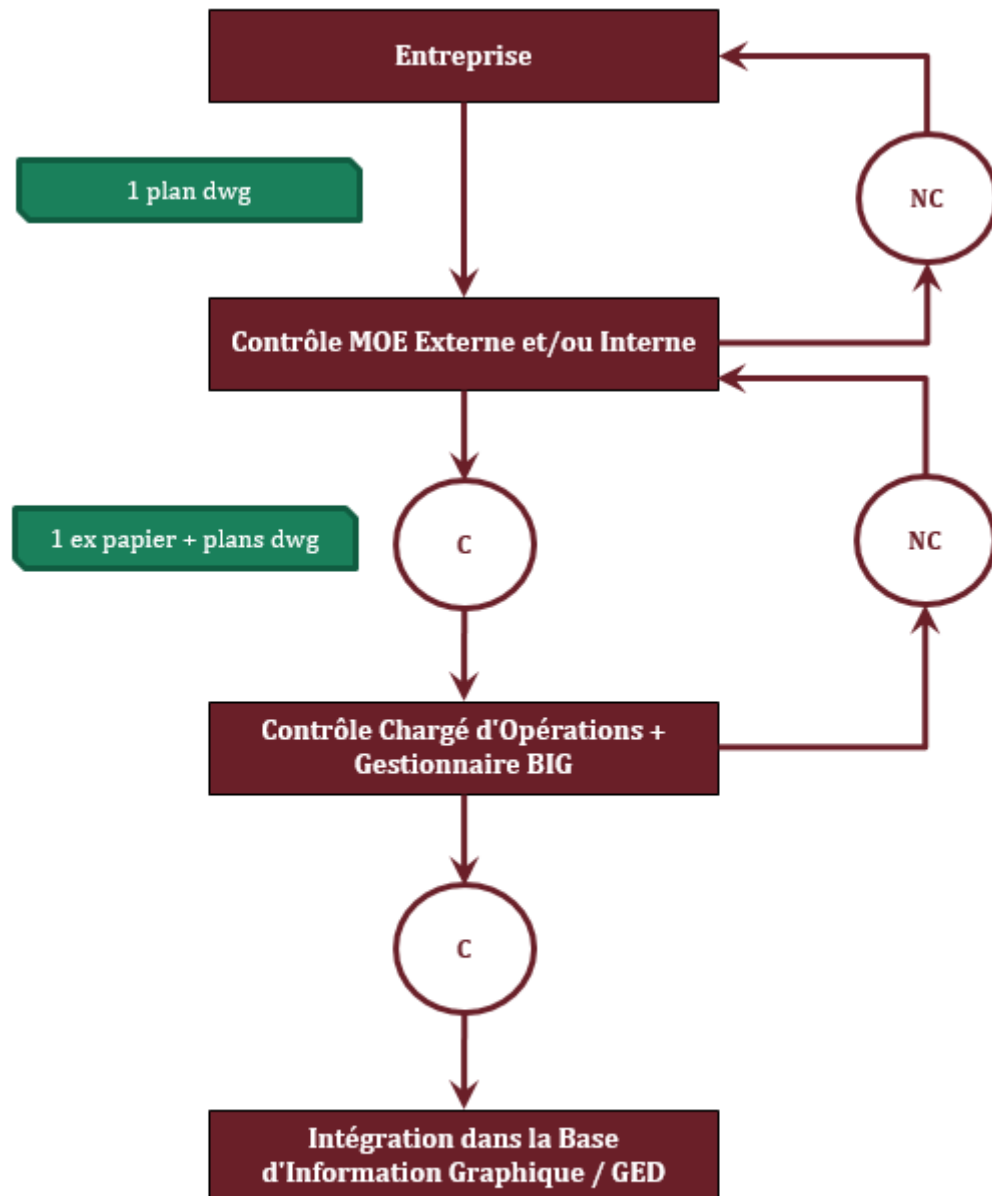 Entreprise
1 plan dwg
NC
Contrôle MOE Externe et/ou Interne
1 ex papier + plans dwg
C
NC
Contrôle Chargé d'Opérations +
Gestionnaire BIG
C
Intégration dans la Base
d'Information Graphique / GED